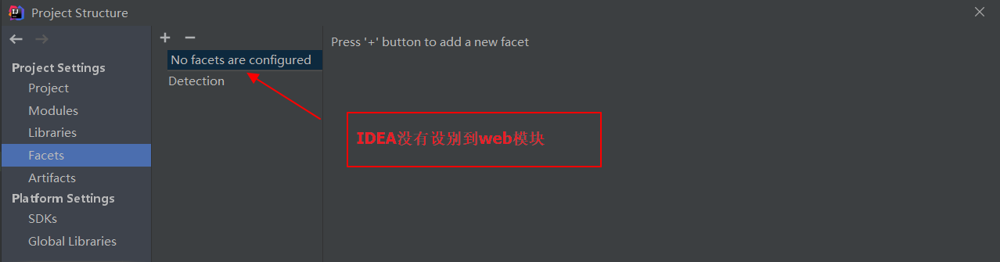 Project Structure
Project Settings
Project
Modules
Libraries
Facets
Artifacts
Platform Settings
SDKs
Global Libraries
No facets are configured
Detection
Press '+' button to add a new facet
IDEA没有设别到web模块